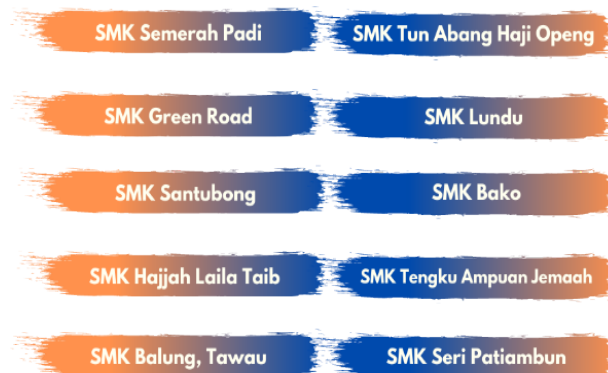 SMK Semerah Padi
SMK Tun Abang Haji Openg
SMK Green Road
SMK Lundu
SMK Santubong
SMK Bako
SMK Hajjah Laila Taib
SMK Tengku Ampuan Jemaah
SMK Balung, Tawau
SMK Seri Patiambun